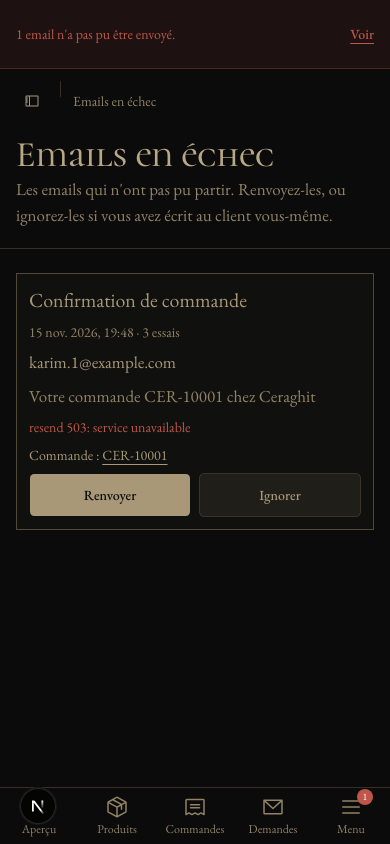 1 email n'a pas pu être envoyé.
Voir
Emails en échec
Emails en échec
Les emails qui n'ont pas pu partir. Renvoyez-les, ou
ignorez-les si vous avez écrit au client vous-même.
Confirmation de commande
15 nov. 2026, 19:48 · 3 essais
karim.1@example.com
Votre commande CER-10001 chez Ceraghit
resend 503: service unavailable
Commande : CER-10001
Renvoyer
Ignorer
N
1
Aperçu
Produits
Commandes
Demandes
Menu